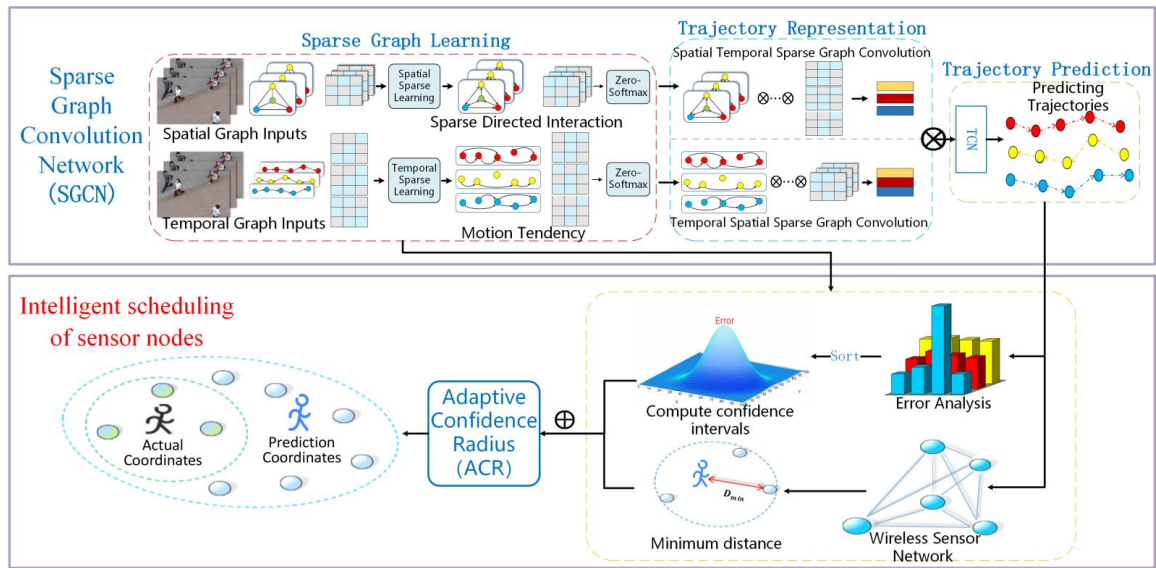 Sparse
Graph
Convolution
Network
(SGCN)
Sparse Graph Learning
Spatial Graph Inputs
Spatial
Sparse
Learning
Sparse Directed Interaction
Zero-
Softmax
Temporal Graph Inputs
Temporal
Sparse
Learning
Motion Tendency
Zero-
Softmax
Trajectory Representation
Spatial Temporal Sparse Graph Convolution
Temporal Spatial Sparse Graph Convolution
Trajectory Prediction
TCN
Predicting
Trajectories
Intelligent scheduling
of sensor nodes
Actual
Coordinates
Prediction
Coordinates
Adaptive
Confidence
Radius
(ACR)
Error
Compute confidence
intervals
Sort
Error Analysis
Dmin
Minimum distance
Wireless Sensor
Network